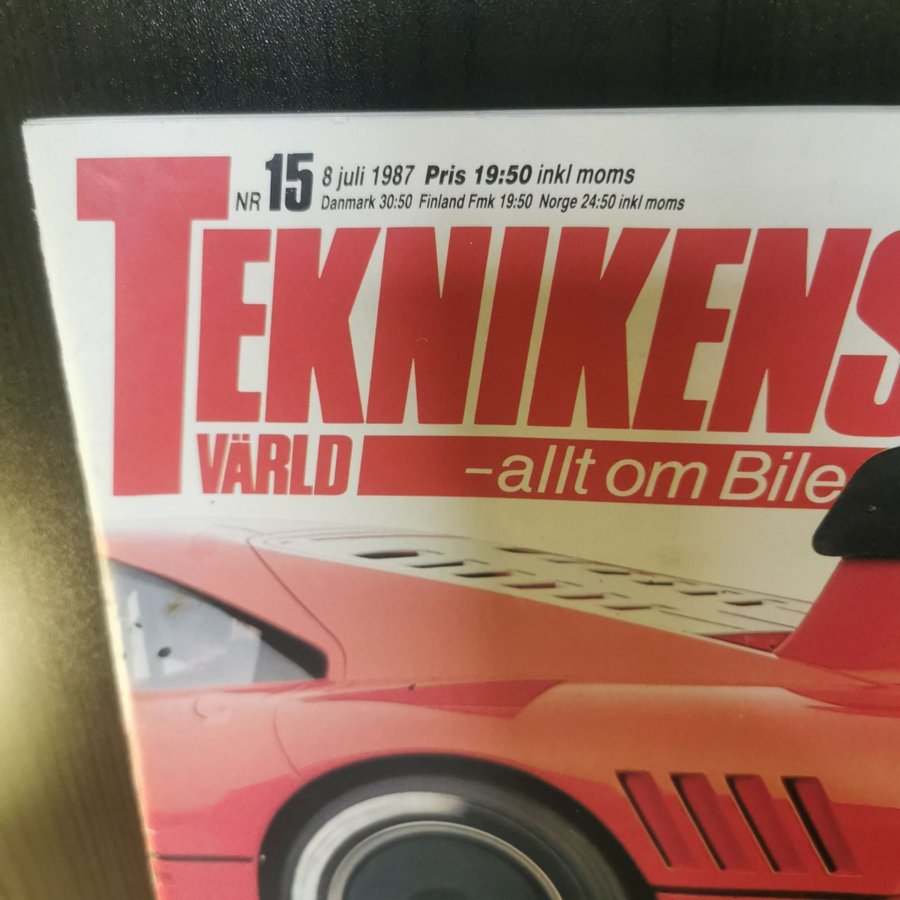 NR 15 8 juli 1987 Pris 19:50 inkl moms
Danmark 30:50 Finland Fmk 19:50 Norge 24:50 inkl moms
TEKNIKENS
VÄRLD –allt om Bile